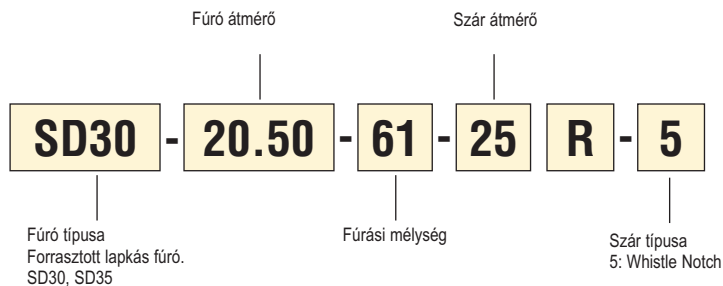 Fúró átmérő
Szár átmérő
SD30 - 20.50 - 61 - 25 R - 5
Fúró típusa
Forrasztott lapkás fúró.
SD30, SD35
Fúrási mélység
Szár típusa
5: Whistle Notch